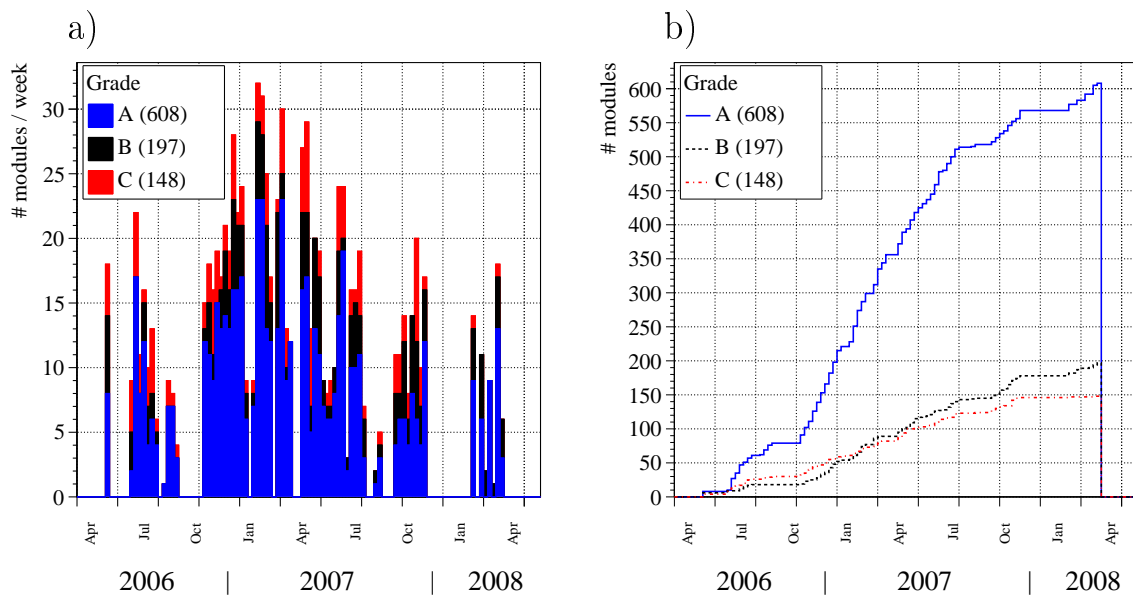 a)
# modules / week
Grade
A (608)
B (197)
C (148)
30
25
20
15
10
5
0
Apr
Jul
Oct
Jan
Apr
Jul
Oct
Jan
Apr
2006 | 2007 | 2008
b)
# modules
Grade
A (608)
B (197)
C (148)
600
550
500
450
400
350
300
250
200
150
100
50
0
Apr
Jul
Oct
Jan
Apr
Jul
Oct
Jan
Apr
2006 | 2007 | 2008